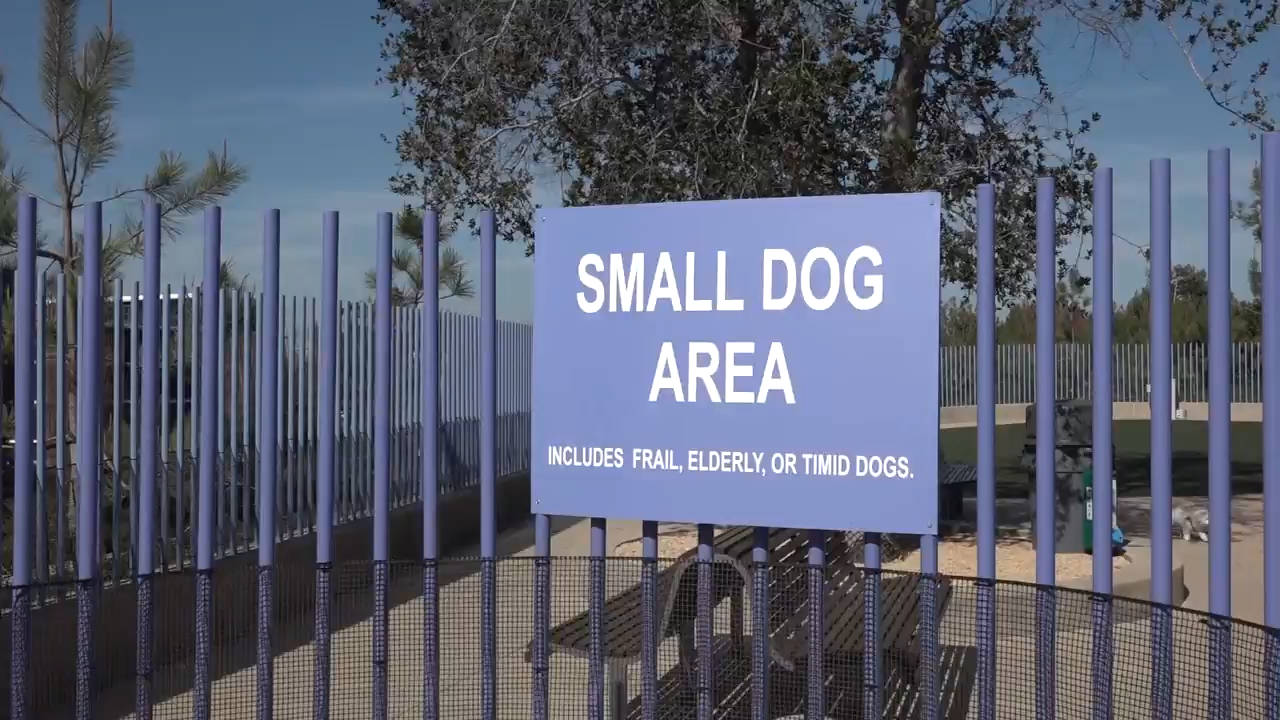 SMALL DOG
AREA
INCLUDES FRAIL, ELDERLY, OR TIMID DOGS.